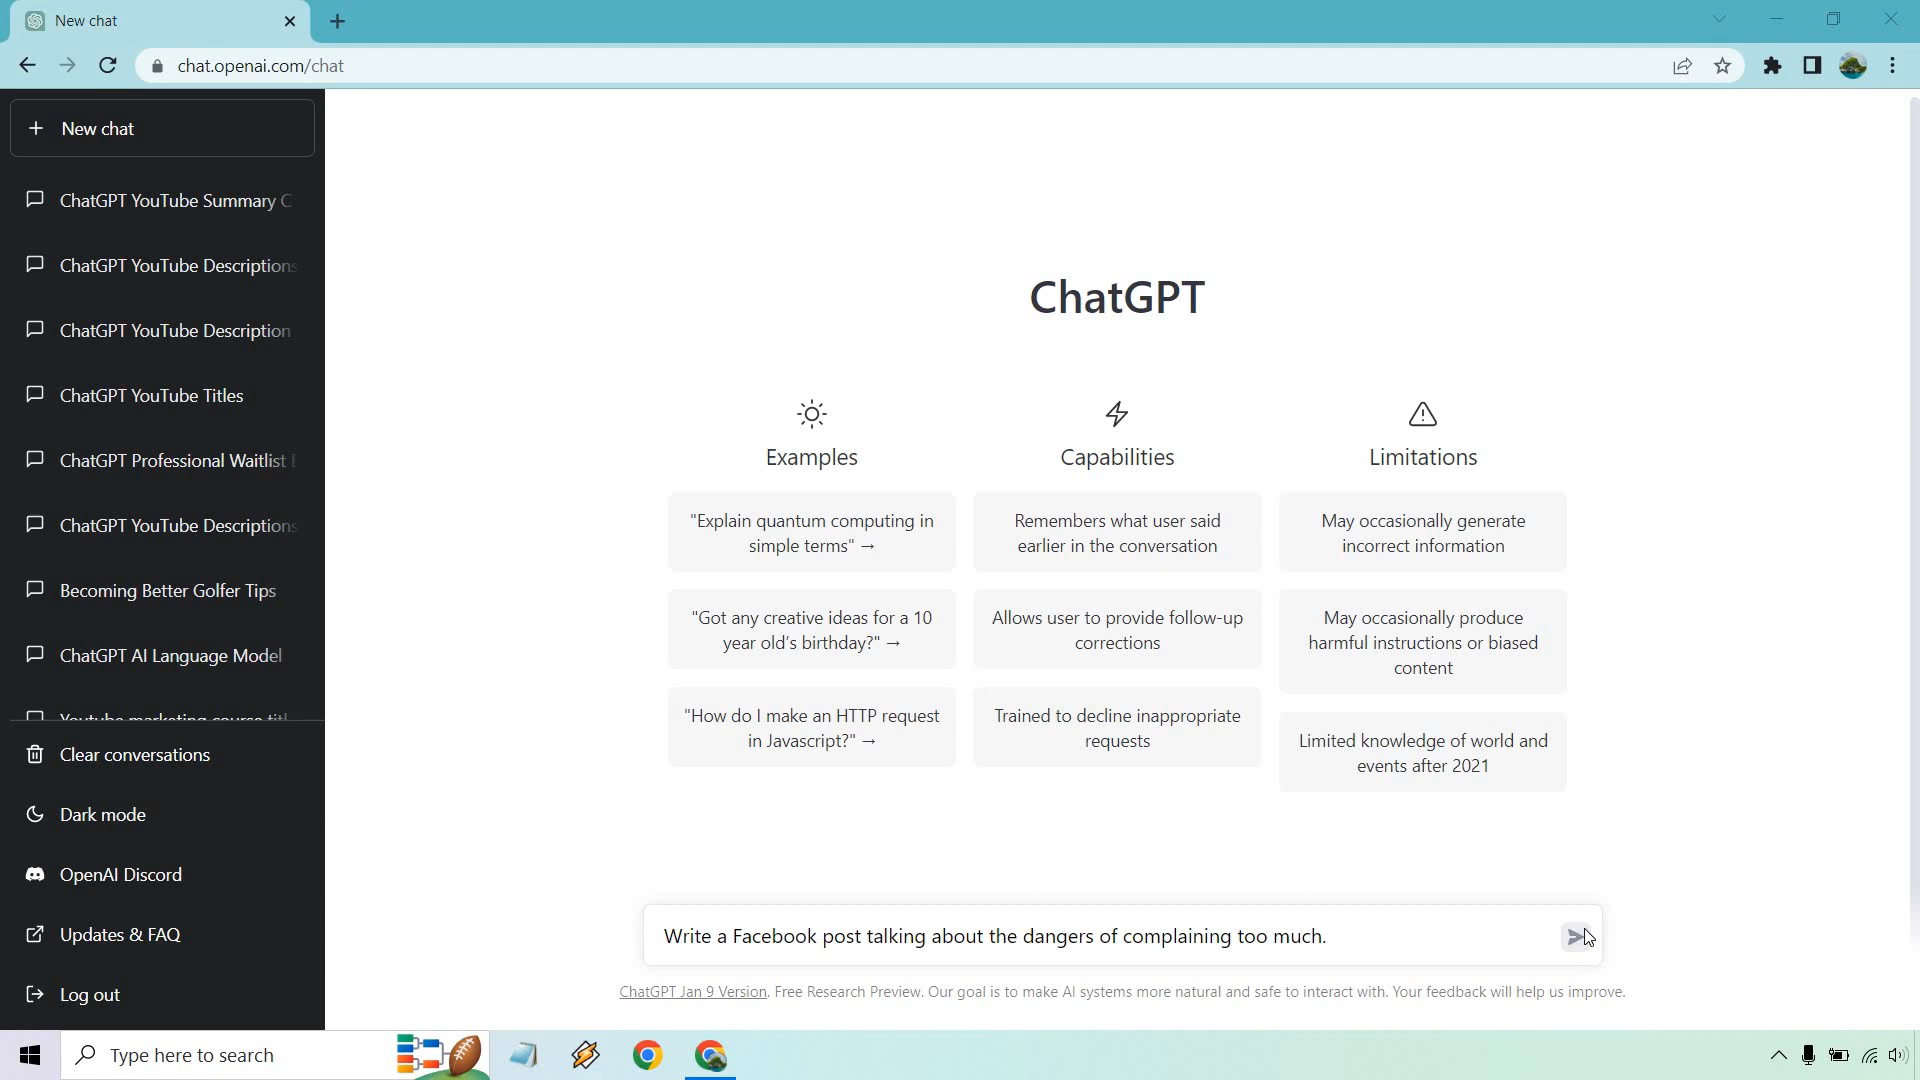 New chat
chat.openai.com/chat
New chat
ChatGPT YouTube Summary C
ChatGPT YouTube Descriptions
ChatGPT YouTube Description
ChatGPT YouTube Titles
ChatGPT Professional Waitlist
ChatGPT YouTube Descriptions
Becoming Better Golfer Tips
ChatGPT AI Language Model
Youtube marketing course titl
Clear conversations
Dark mode
OpenAI Discord
Updates & FAQ
Log out
ChatGPT
Examples
"Explain quantum computing in
simple terms" →
"Got any creative ideas for a 10
year old's birthday?" →
"How do I make an HTTP request
in Javascript?" →
Capabilities
Remembers what user said
earlier in the conversation
Allows user to provide follow-up
corrections
Trained to decline inappropriate
requests
Limitations
May occasionally generate
incorrect information
May occasionally produce
harmful instructions or biased
content
Limited knowledge of world and
events after 2021
Write a Facebook post talking about the dangers of complaining too much.
ChatGPT Jan 9 Version. Free Research Preview. Our goal is to make AI systems more natural and safe to interact with. Your feedback will help us improve.
Type here to search